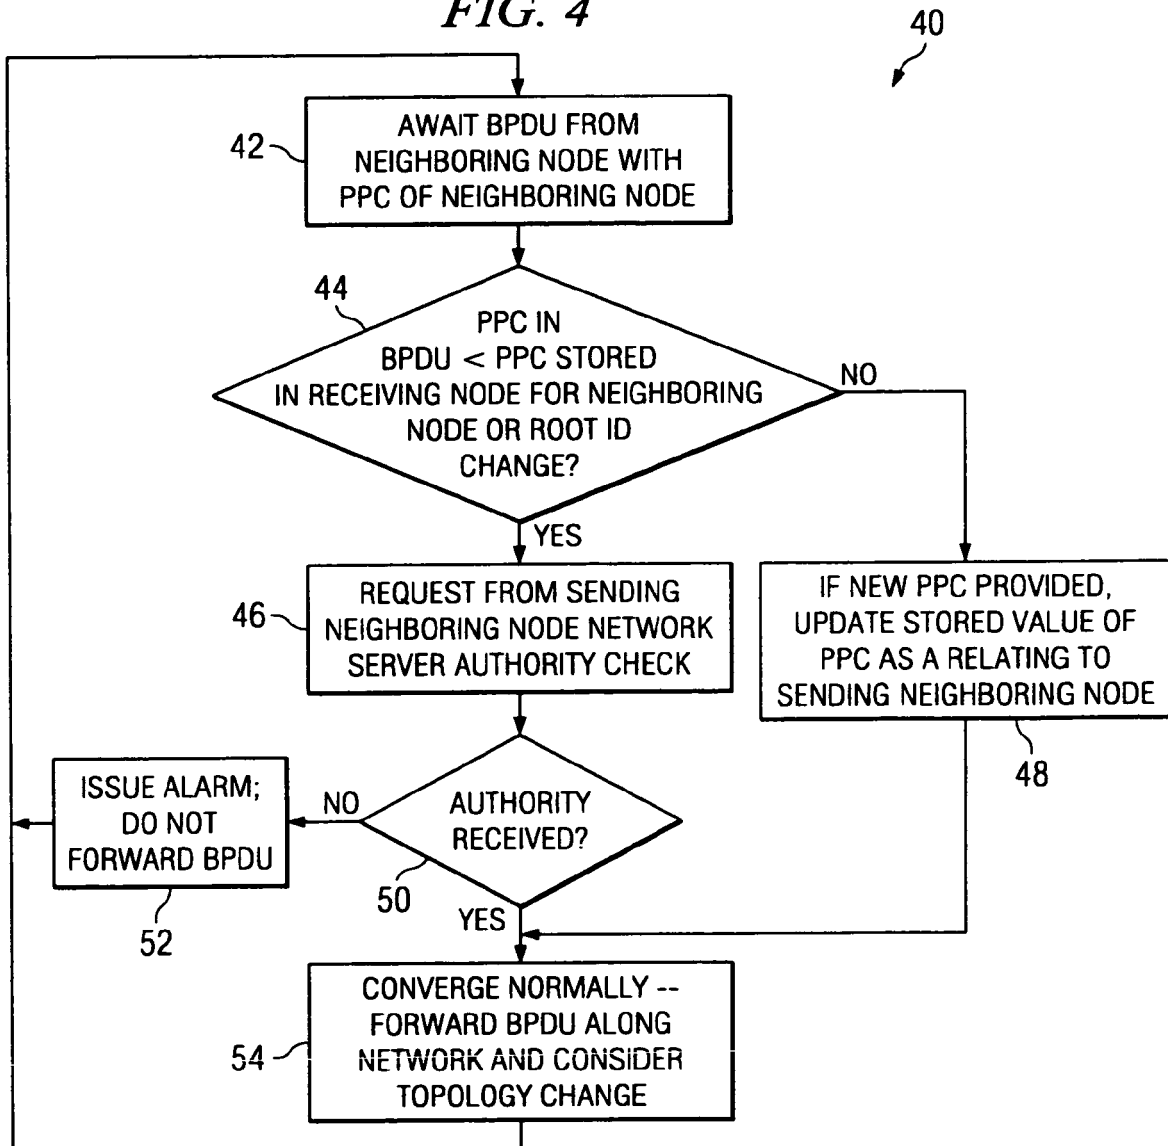 FIG. 4
40
42
AWAIT BPDU FROM
NEIGHBORING NODE WITH
PPC OF NEIGHBORING NODE
44
PPC IN
BPDU < PPC STORED
IN RECEIVING NODE FOR NEIGHBORING
NODE OR ROOT ID
CHANGE?
NO
YES
46
REQUEST FROM SENDING
NEIGHBORING NODE NETWORK
SERVER AUTHORITY CHECK
IF NEW PPC PROVIDED,
UPDATE STORED VALUE OF
PPC AS A RELATING TO
SENDING NEIGHBORING NODE
48
ISSUE ALARM;
DO NOT
FORWARD BPDU
52
NO
AUTHORITY
RECEIVED?
50
YES
54
CONVERGE NORMALLY --
FORWARD BPDU ALONG
NETWORK AND CONSIDER
TOPOLOGY CHANGE